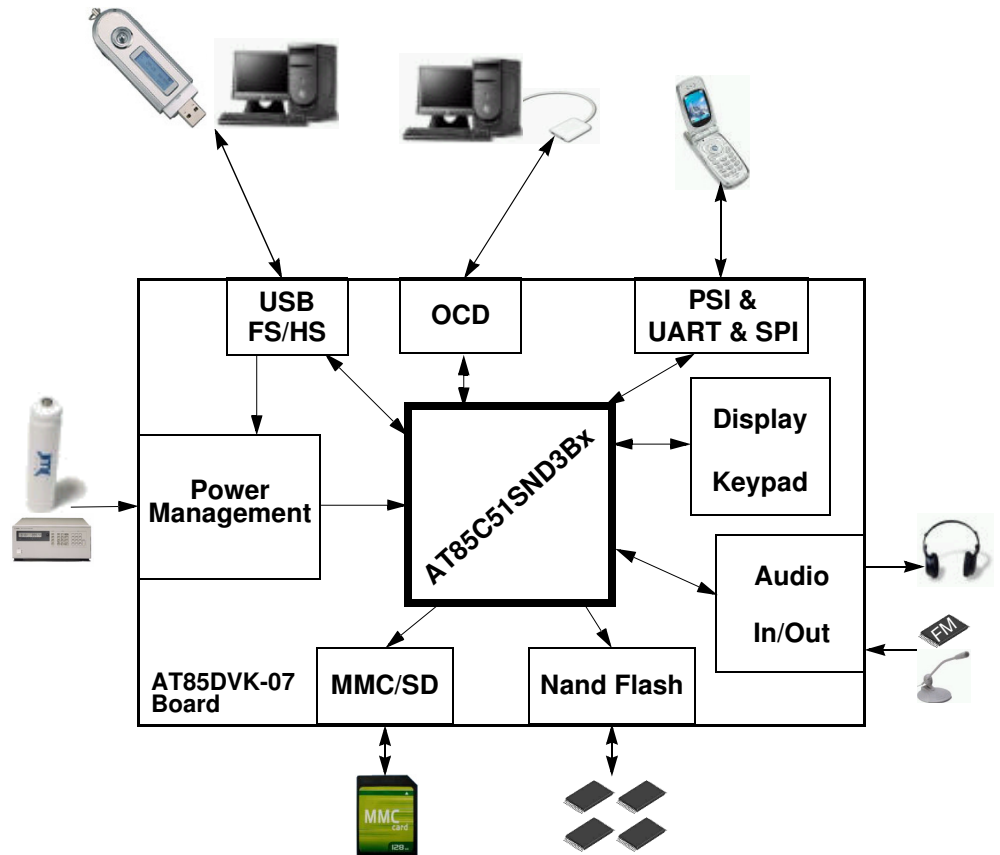 USB
FS/HS
OCD
PSI &
UART & SPI
Display
Keypad
Power
Management
AT85C51SND3Bx
Audio
In/Out
FM
AT85DVK-07
Board
MMC/SD
Nand Flash
MMC
card
128